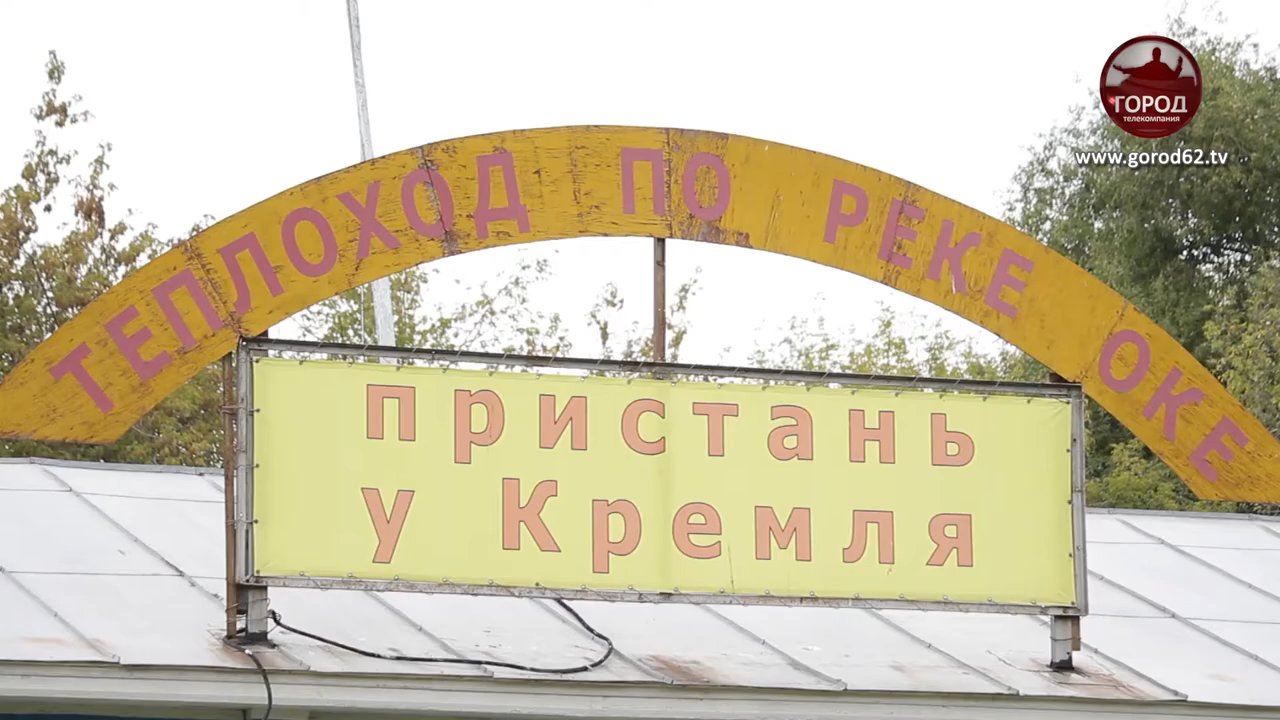 ГОРОД
телекомпания
www.gorod62.tv
ТЕПЛОХОД ПО РЕКЕ ОКЕ
пристань
у Кремля